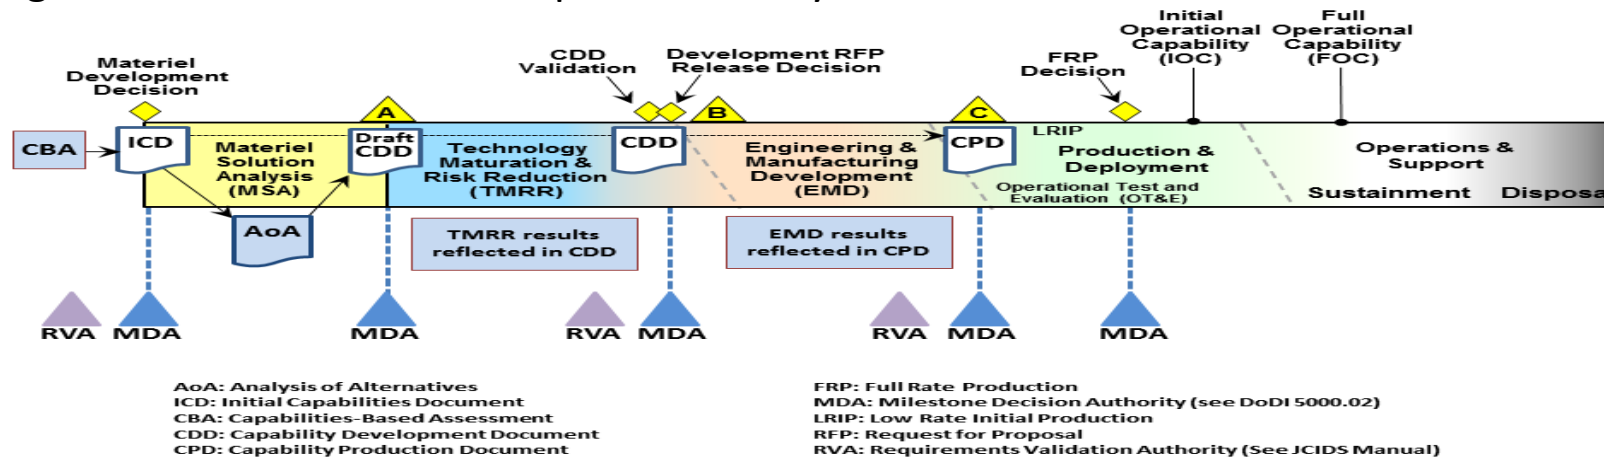 Initial
Operational
Capability
(IOC)
Full
Operational
Capability
(FOC)
Materiel
Development
Decision
CDD
Validation
Development RFP
Release Decision
FRP
Decision
A
B
C
CBA
ICD
Materiel
Solution
Analysis
(MSA)
Draft
CDD
Technology
Maturation &
Risk Reduction
(TMRR)
CDD
Engineering &
Manufacturing
Development
(EMD)
CPD
LRIP
Production &
Deployment
Operational Test and
Evaluation (OT&E)
Operations &
Support
Sustainment
Disposa
AoA
TMRR results
reflected in CDD
EMD results
reflected in CPD
RVA
MDA
MDA
RVA
MDA
RVA
MDA
MDA
AoA: Analysis of Alternatives
ICD: Initial Capabilities Document
CBA: Capabilities-Based Assessment
CDD: Capability Development Document
CPD: Capability Production Document
FRP: Full Rate Production
MDA: Milestone Decision Authority (see DoDI 5000.02)
LRIP: Low Rate Initial Production
RFP: Request for Proposal
RVA: Requirements Validation Authority (See JCIDS Manual)